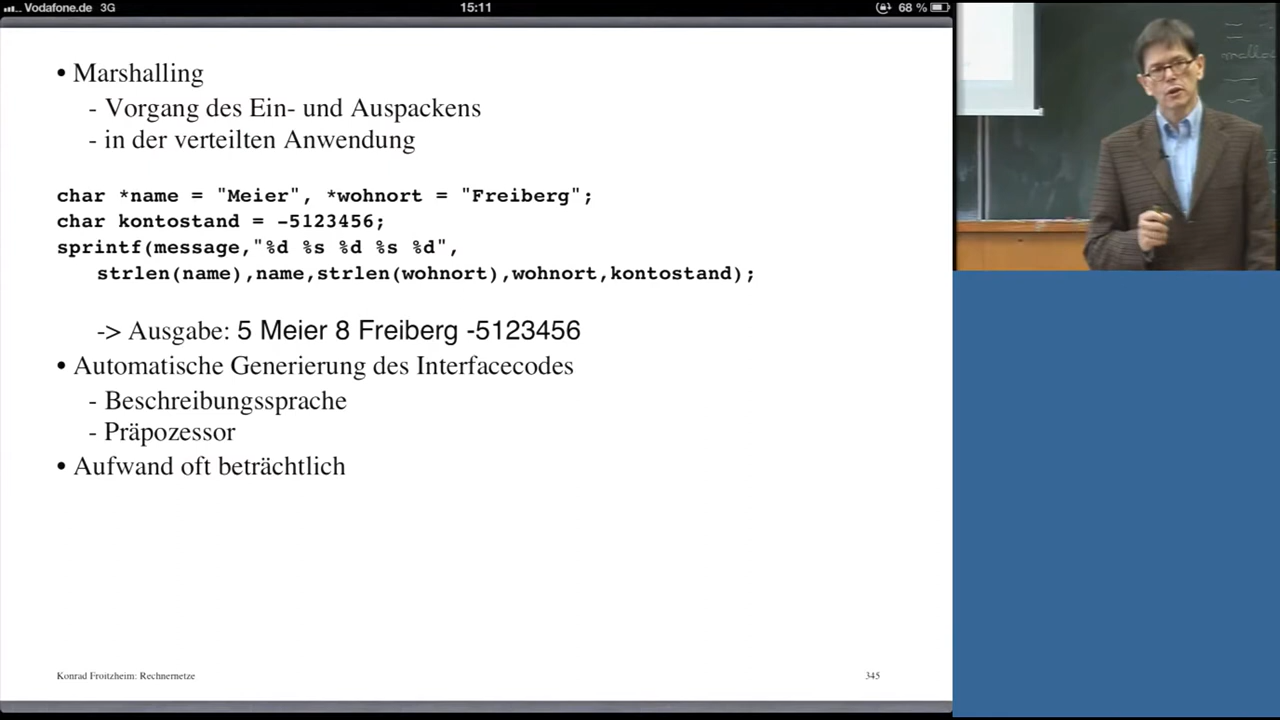 Vodafone.de 3G 15:11 68 %
• Marshalling
- Vorgang des Ein- und Auspackens
- in der verteilten Anwendung
char *name = "Meier", *wohnort = "Freiberg";
char kontostand = -5123456;
sprintf(message,"%d %s %d %s %d",
strlen(name),name,strlen(wohnort),wohnort,kontostand);
-> Ausgabe: 5 Meier 8 Freiberg -5123456
• Automatische Generierung des Interfacecodes
- Beschreibungssprache
- Präpozessor
• Aufwand oft beträchtlich
Konrad Froitzheim: Rechnernetze 345